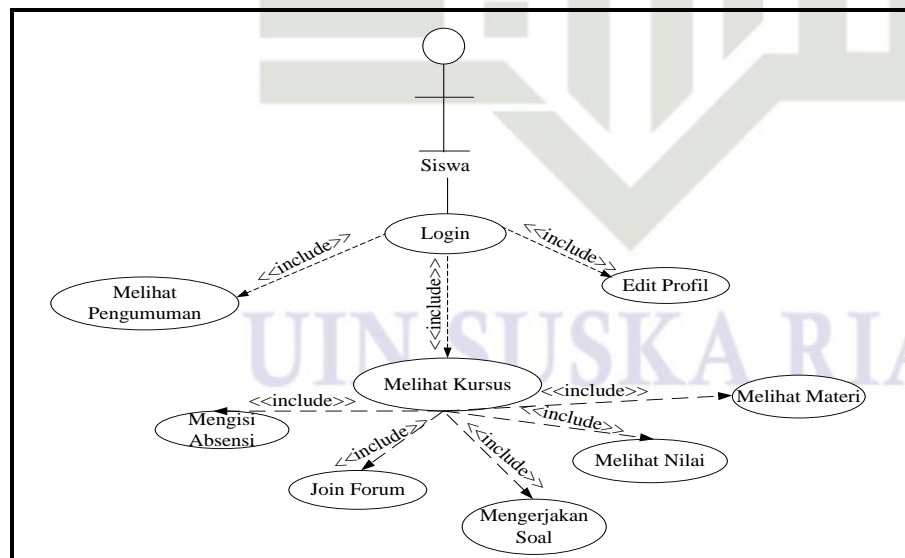 Siswa
Login
<<include>>
<<include>>
<<include>>
Melihat
Pengumuman
Edit Profil
UIN SUSKA RIA
Melihat Kursus
<<include>>
<<include>>
Melihat Materi
Mengisi
Absensi
<<include>>
<<include>>
<<include>>
Melihat Nilai
Join Forum
Mengerjakan
Soal